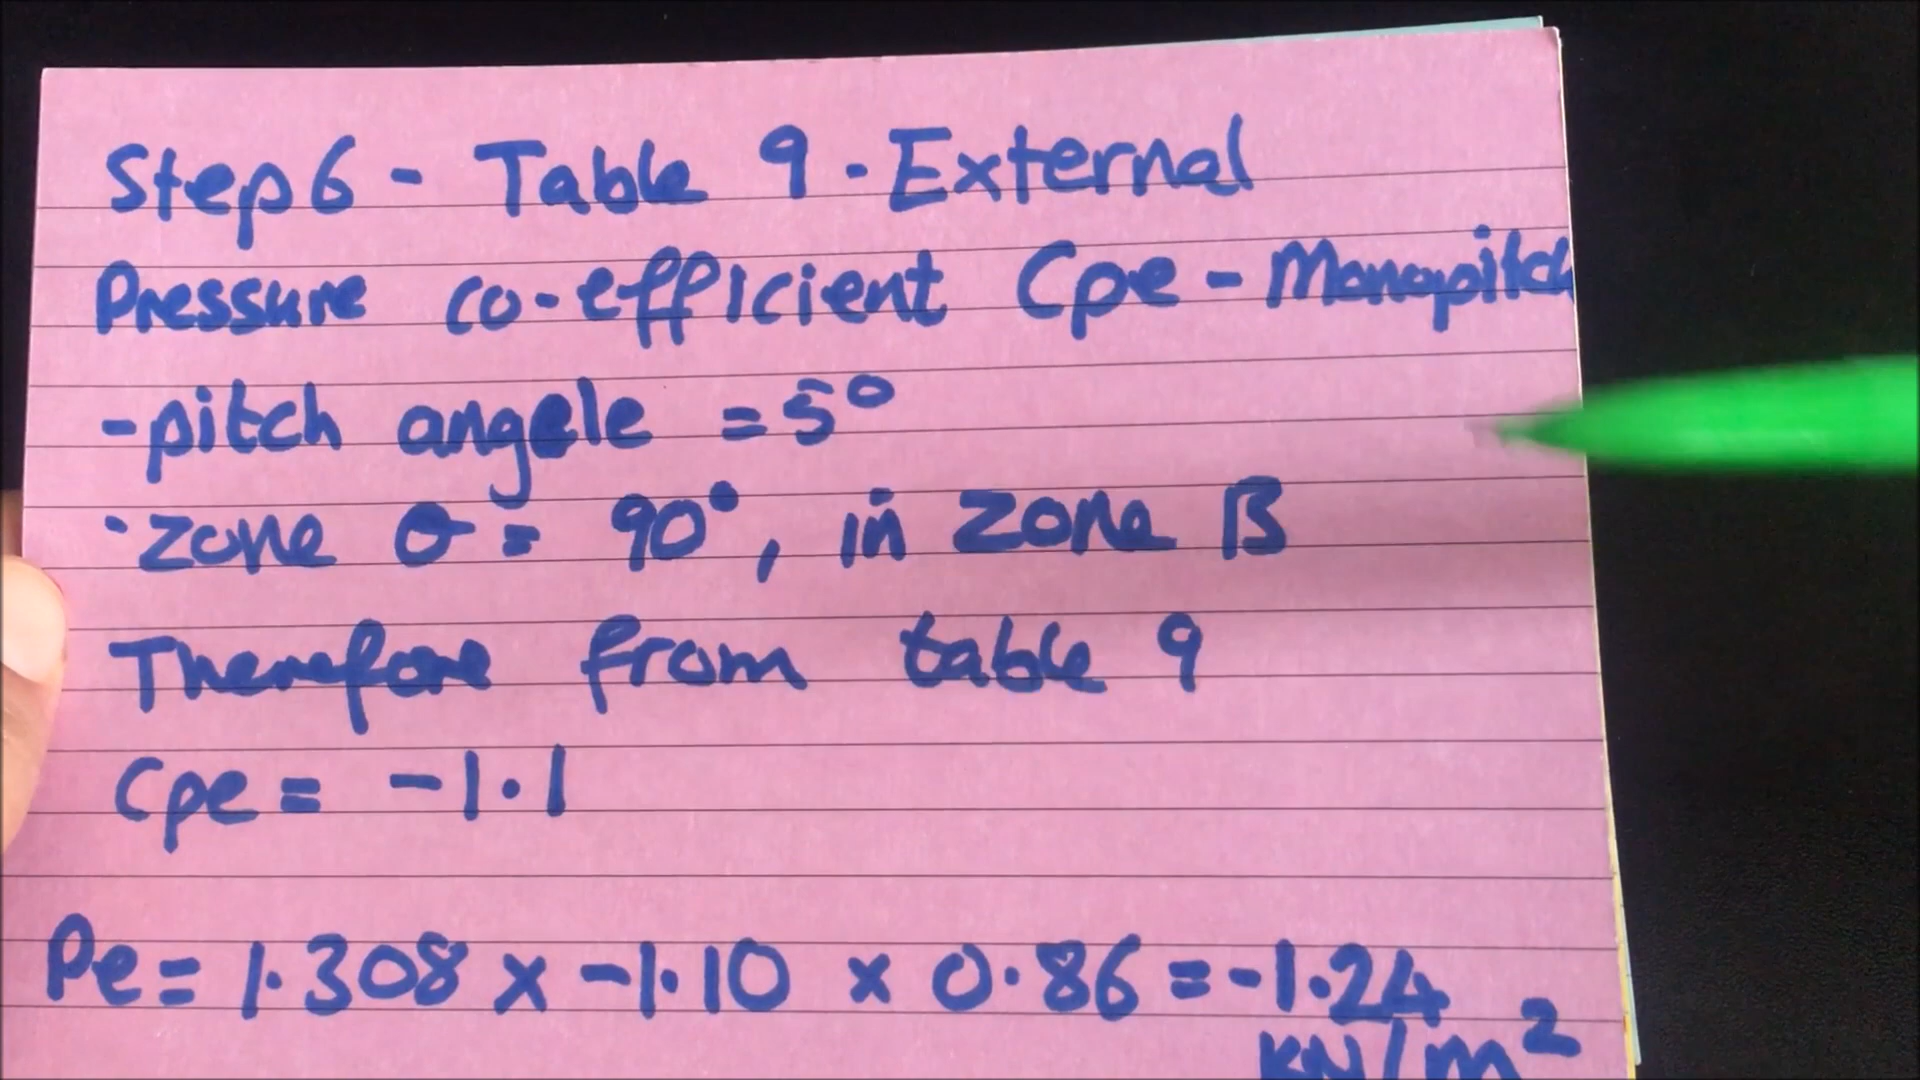 Step 6 - Table 9 - External
Pressure co-efficient Cpe - Monopitch
- pitch angele = 5°
· zone θ = 90°, in zone B
Therefore from table 9
Cpe = -1.1
Pe = 1.308 x -1.10 x 0.86 = -1.24
KN/m²